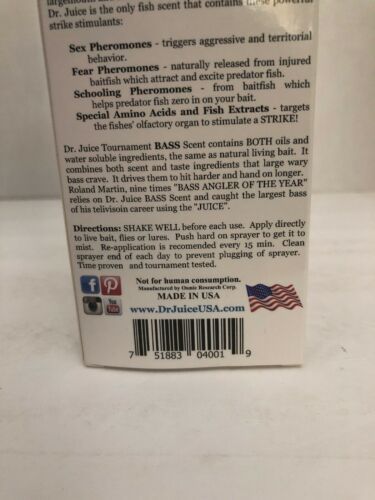 Dr. Juice is the only fish scent that contains these powerful
strike stimulants:
Sex Pheromones - triggers aggressive and territorial
behavior.
Fear Pheromones - naturally released from injured
baitfish which attract and excite predator fish.
Schooling Pheromones - from baitfish which
helps predator fish zero in on your bait.
Special Amino Acids and Fish Extracts - targets
the fishes' olfactory organ to stimulate a STRIKE!
Dr. Juice Tournament BASS Scent contains BOTH oils and
water soluble ingredients, the same as natural living bait. It
combines both scent and taste ingredients that large wary
bass crave. It drives them to hit harder and hand on longer.
Roland Martin, nine times "BASS ANGLER OF THE YEAR"
relies on Dr. Juice BASS Scent and caught the largest bass
of his telivisoin career using the "JUICE".
Directions: SHAKE WELL before each use. Apply directly
to live bait, flies or lures. Push hard on sprayer to get it to
mist. Re-application is recomended every 15 min. Clean
sprayer end of each day to prevent plugging of sprayer.
Time proven and tournament tested.
Not for human consumption.
Manufactured by Osmic Research Corp.
MADE IN USA
www.DrJuiceUSA.com
You
Tube
7 51883 04001 9